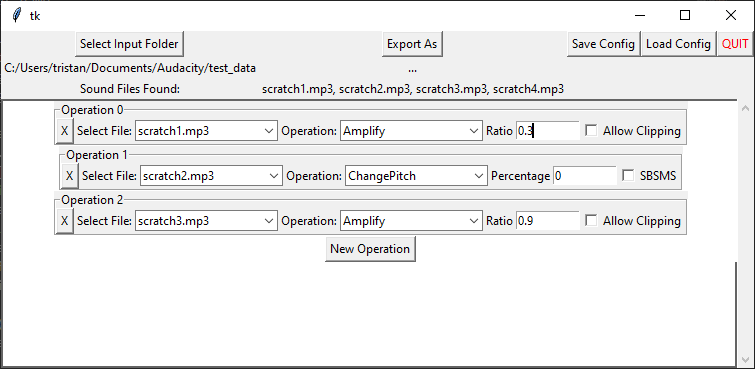 tk
Select Input Folder Export As Save Config Load Config QUIT
C:/Users/tristan/Documents/Audacity/test_data ...
Sound Files Found: scratch1.mp3, scratch2.mp3, scratch3.mp3, scratch4.mp3
Operation 0
X Select File: scratch1.mp3 Operation: Amplify Ratio 0.3 Allow Clipping
Operation 1
X Select File: scratch2.mp3 Operation: ChangePitch Percentage 0 SBSMS
Operation 2
X Select File: scratch3.mp3 Operation: Amplify Ratio 0.9 Allow Clipping
New Operation